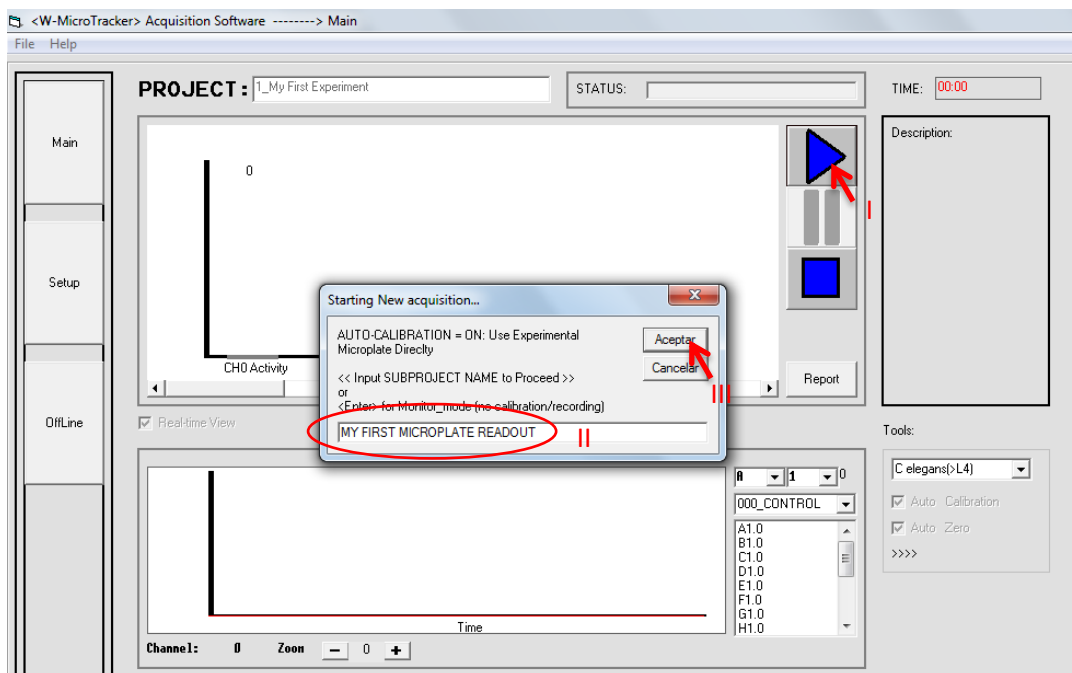 <W-MicroTracker> Acquisition Software --------> Main
File Help
PROJECT: 1_My First Experiment
STATUS:
TIME: 00:00
Main
Setup
OffLine
0
CH0 Activity
I
Report
Description:
Starting New acquisition...
AUTO-CALIBRATION = ON: Use Experimental
Microplate Direclty
<< Input SUBPROJECT NAME to Proceed >>
or
<Enter> for Monitor_mode (no calibration/recording)
Aceptar
Cancelar
III
MY FIRST MICROPLATE READOUT
II
Real-time View
Tools:
C elegans(>L4)
Auto Calibration
Auto Zero
>>>>
A 1 0
000_CONTROL
A1.0
B1.0
C1.0
D1.0
E1.0
F1.0
G1.0
H1.0
Time
Channel: 0 Zoom - 0 +